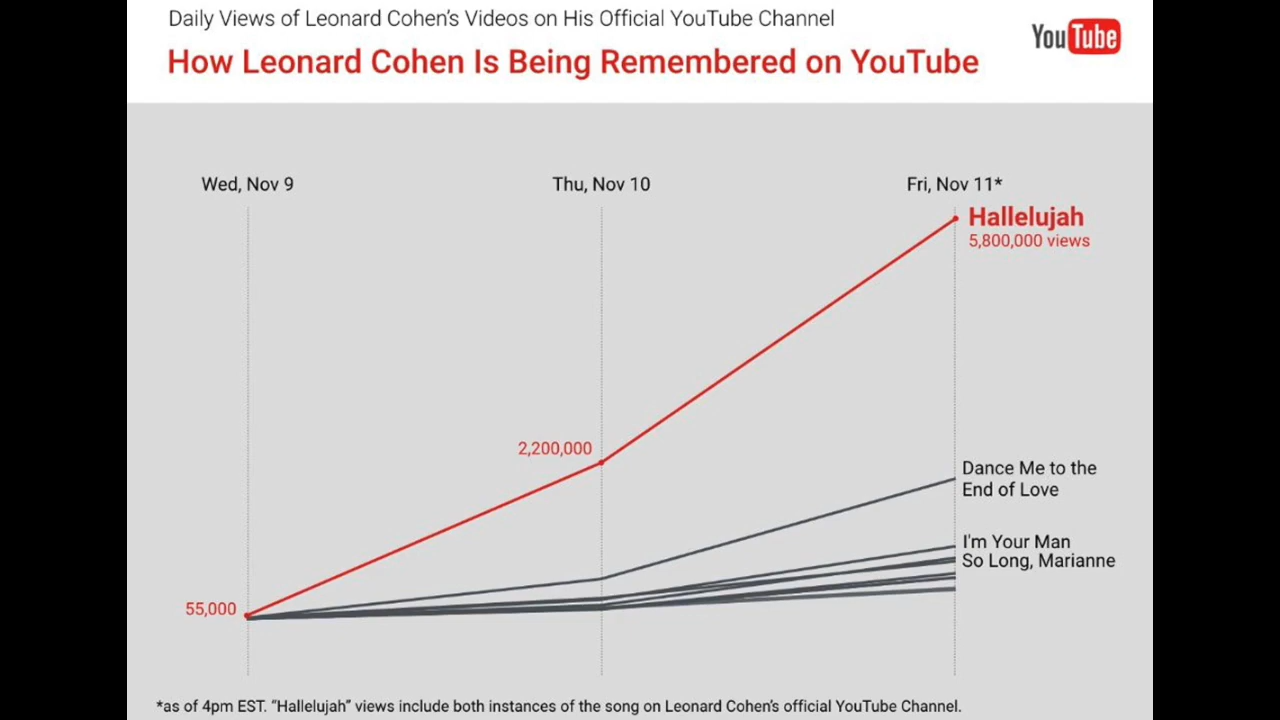 Daily Views of Leonard Cohen's Videos on His Official YouTube Channel
How Leonard Cohen Is Being Remembered on YouTube
YouTube
Wed, Nov 9
Thu, Nov 10
Fri, Nov 11*
Hallelujah
5,800,000 views
2,200,000
Dance Me to the
End of Love
I'm Your Man
So Long, Marianne
55,000
*as of 4pm EST. "Hallelujah" views include both instances of the song on Leonard Cohen's official YouTube Channel.